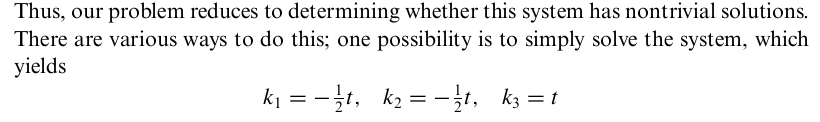 Thus, our problem reduces to determining whether this system has nontrivial solutions.
There are various ways to do this; one possibility is to simply solve the system, which
yields
k₁ = −½t, k₂ = −½t, k₃ = t